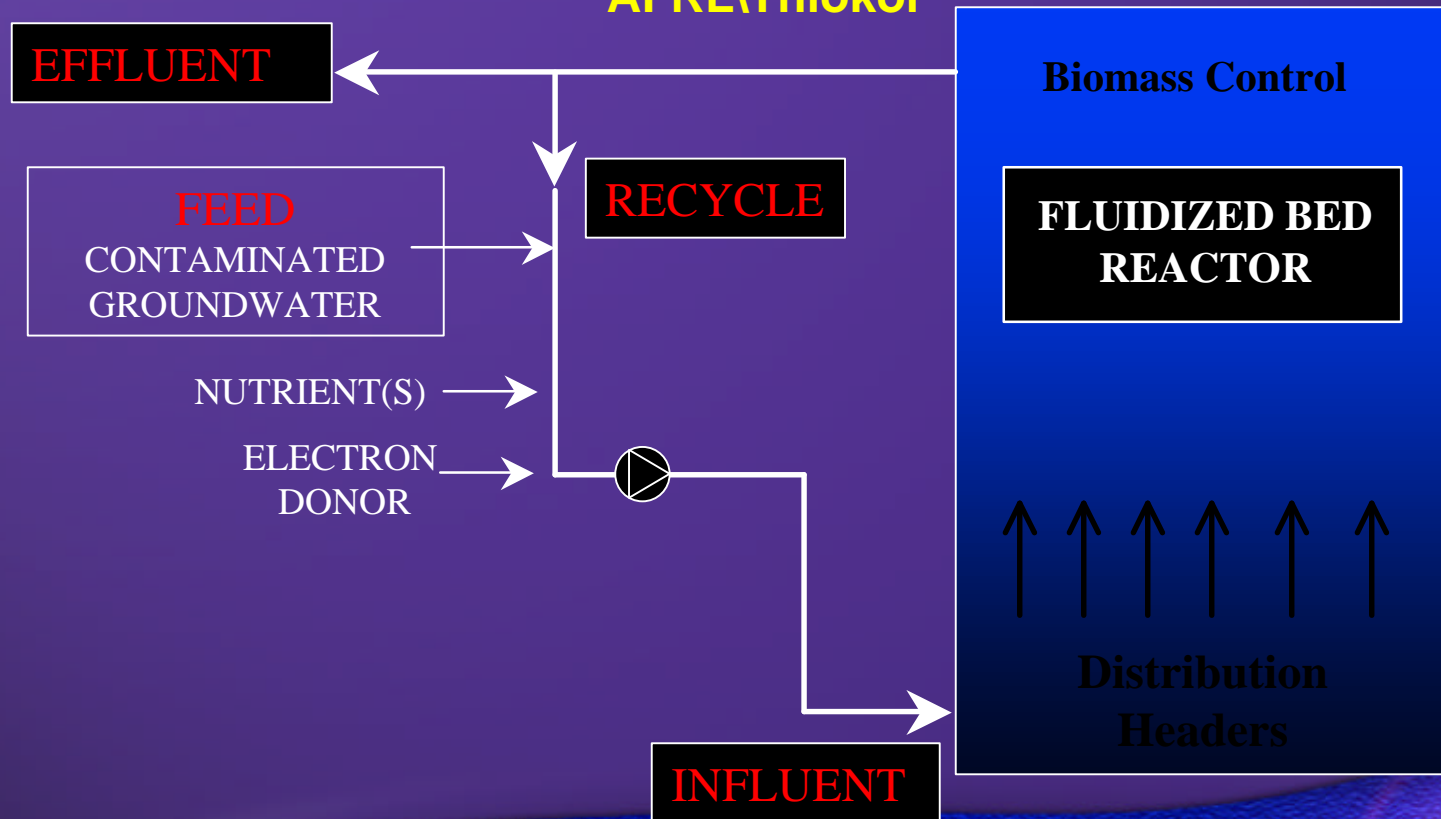 EFFLUENT
Biomass Control
FEED
CONTAMINATED
GROUNDWATER
RECYCLE
FLUIDIZED BED
REACTOR
NUTRIENT(S)
ELECTRON
DONOR
Distribution
Headers
INFLUENT